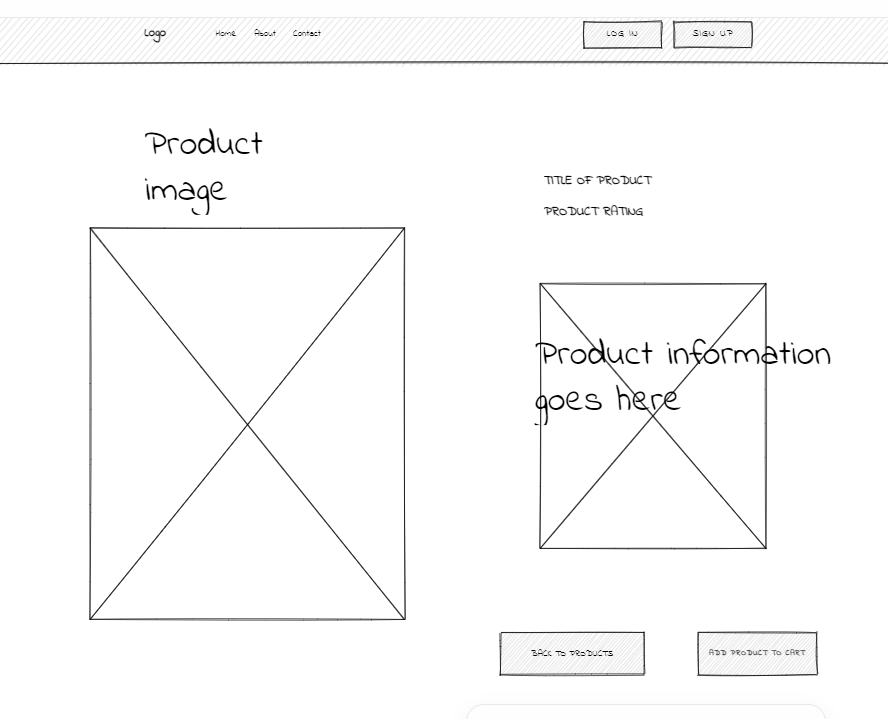 Logo
Home About Contact
LOG IN
SIGN UP
Product
image
TITLE OF PRODUCT
PRODUCT RATING
Product information
goes here
BACK TO PRODUCTS
ADD PRODUCT TO CART